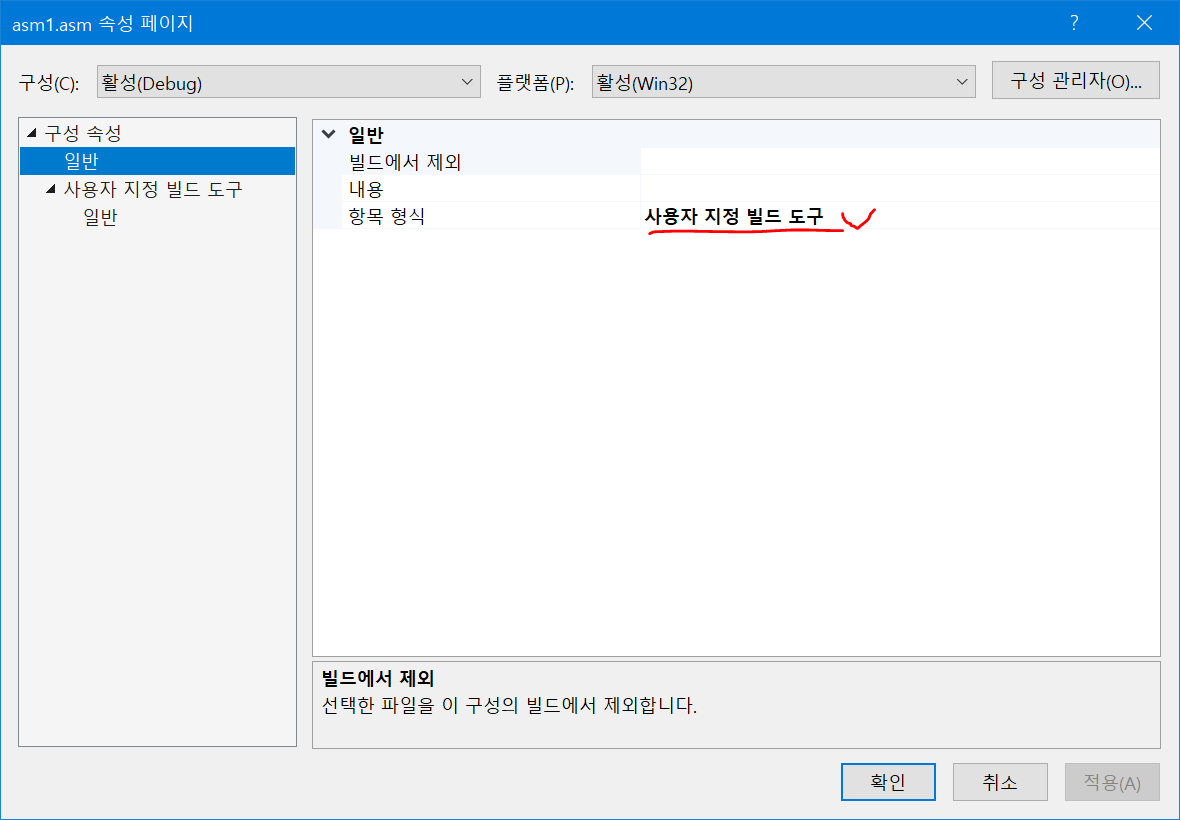 asm1.asm 속성 페이지
?
구성(C): 활성(Debug) 플랫폼(P): 활성(Win32) 구성 관리자(O)...
구성 속성
일반
사용자 지정 빌드 도구
일반
일반
빌드에서 제외
내용
항목 형식 사용자 지정 빌드 도구
빌드에서 제외
선택한 파일을 이 구성의 빌드에서 제외합니다.
확인 취소 적용(A)